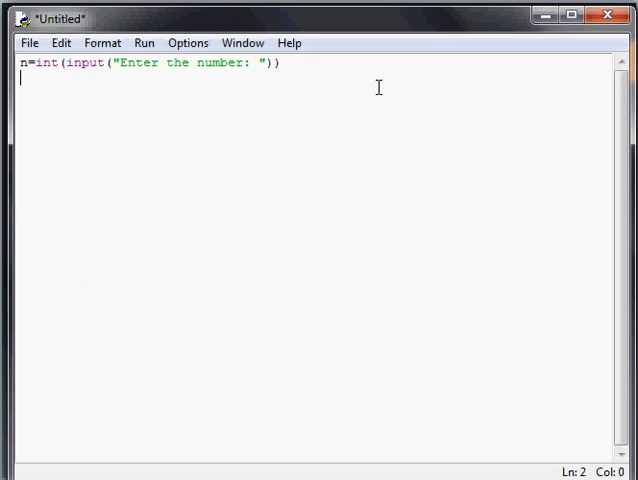 *Untitled*
File Edit Format Run Options Window Help
n=int(input("Enter the number: "))
Ln: 2 Col: 0